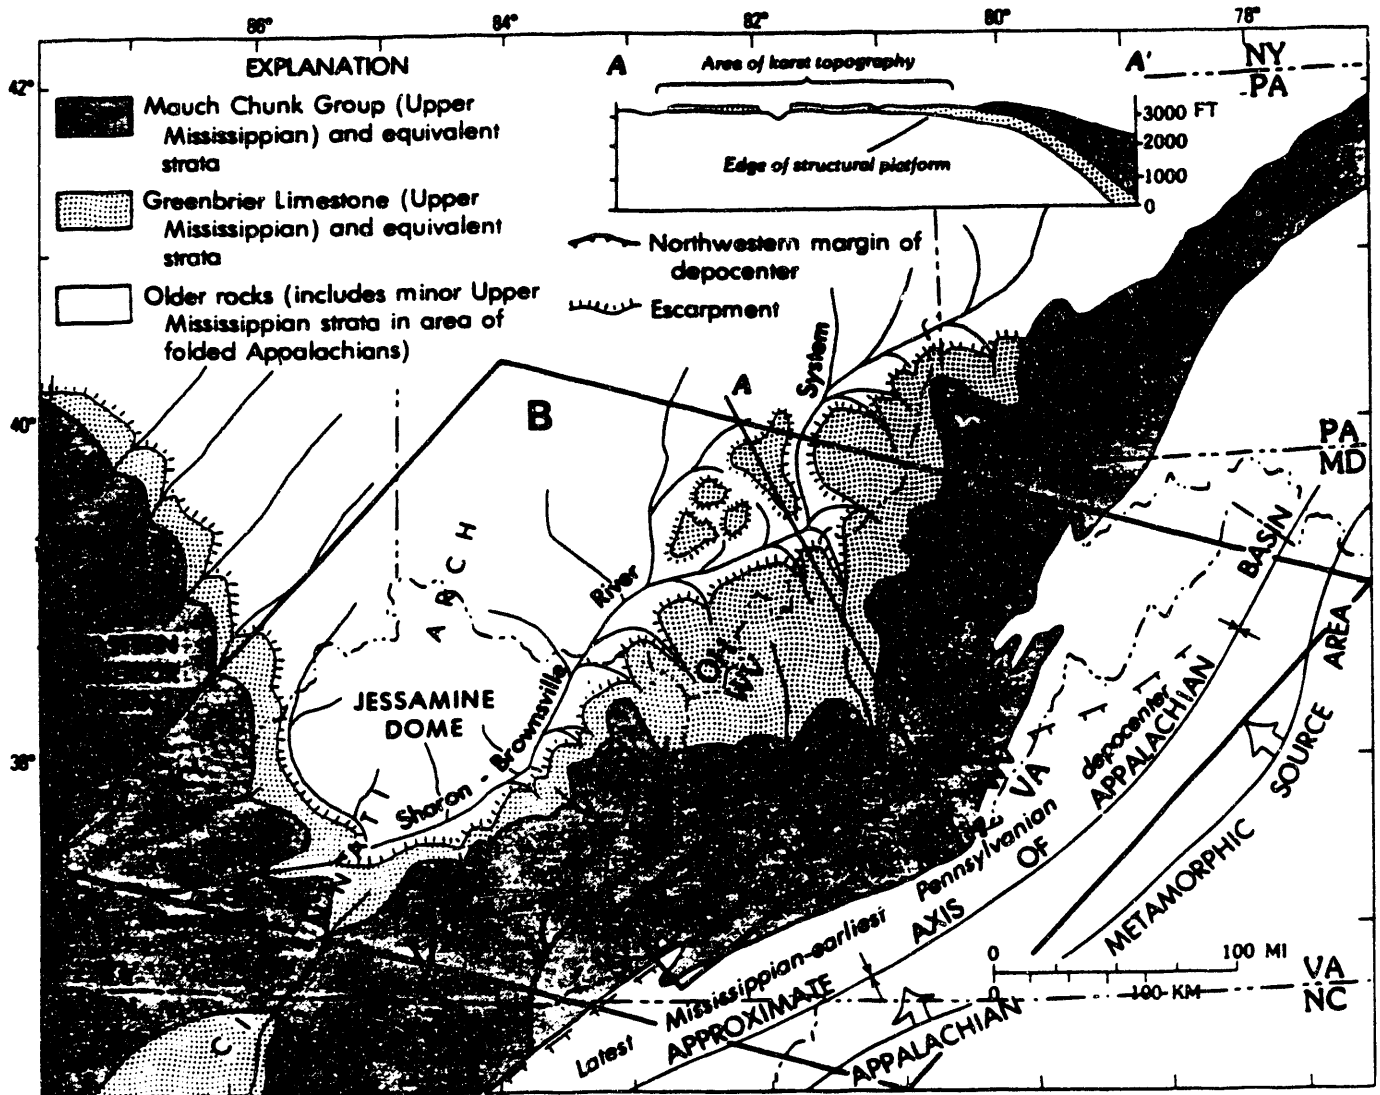 86° 84° 82° 80° 78°
42°
40°
38°
EXPLANATION
Mauch Chunk Group (Upper
Mississippian) and equivalent
strata
Greenbrier Limestone (Upper
Mississippian) and equivalent
strata
Older rocks (includes minor Upper
Mississippian strata in area of
folded Appalachians)
A
Area of karst topography
A'
3000 FT
2000
1000
0
Edge of structural platform
Northwestern margin of
depocenter
Escarpment
NY
PA
PA
MD
B
A
System
River
Sharon - Brownsville
ARCH
JESSAMINE
DOME
OH
WV
VA
BASIN
depocenter
APPALACHIAN
OF
AXIS
APPROXIMATE
Latest Mississippian-earliest Pennsylvanian
AREA
SOURCE
METAMORPHIC
APPALACHIAN
0 100 MI
0 100 KM
VA
NC